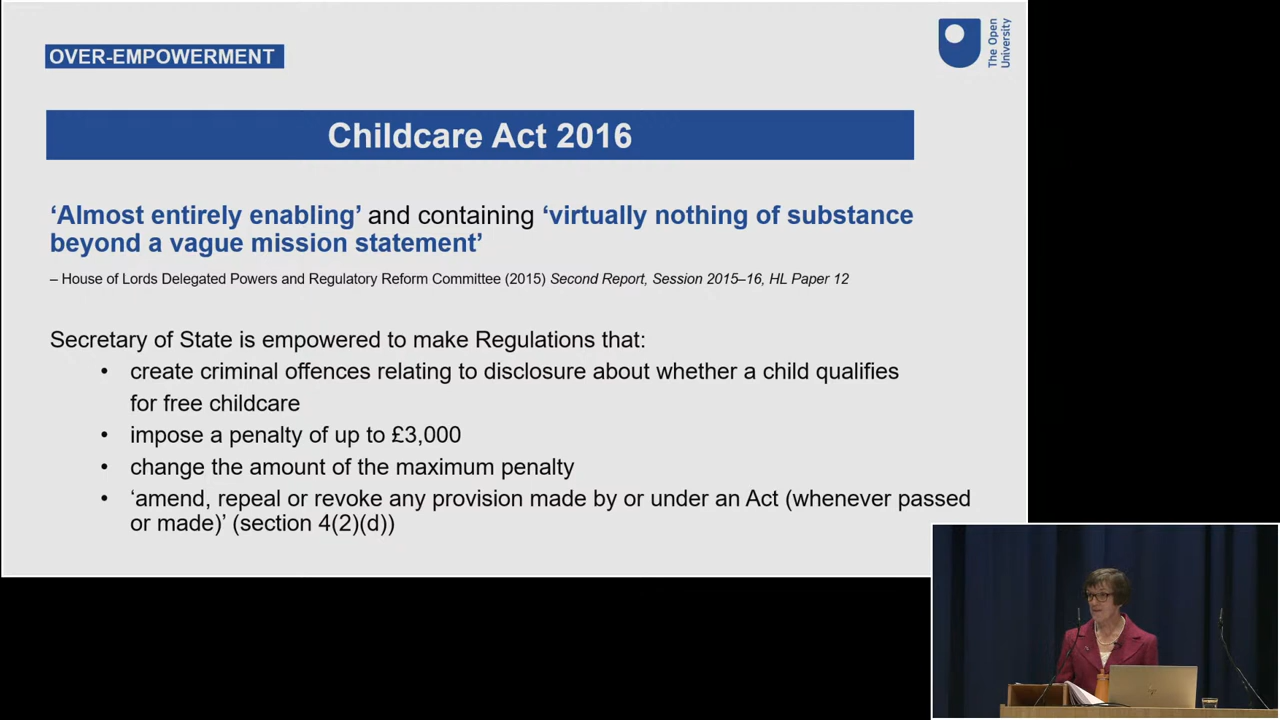 OVER-EMPOWERMENT
The Open
University
Childcare Act 2016
‘Almost entirely enabling’ and containing ‘virtually nothing of substance
beyond a vague mission statement’
– House of Lords Delegated Powers and Regulatory Reform Committee (2015) Second Report, Session 2015–16, HL Paper 12
Secretary of State is empowered to make Regulations that:
• create criminal offences relating to disclosure about whether a child qualifies
for free childcare
• impose a penalty of up to £3,000
• change the amount of the maximum penalty
• ‘amend, repeal or revoke any provision made by or under an Act (whenever passed
or made)’ (section 4(2)(d))